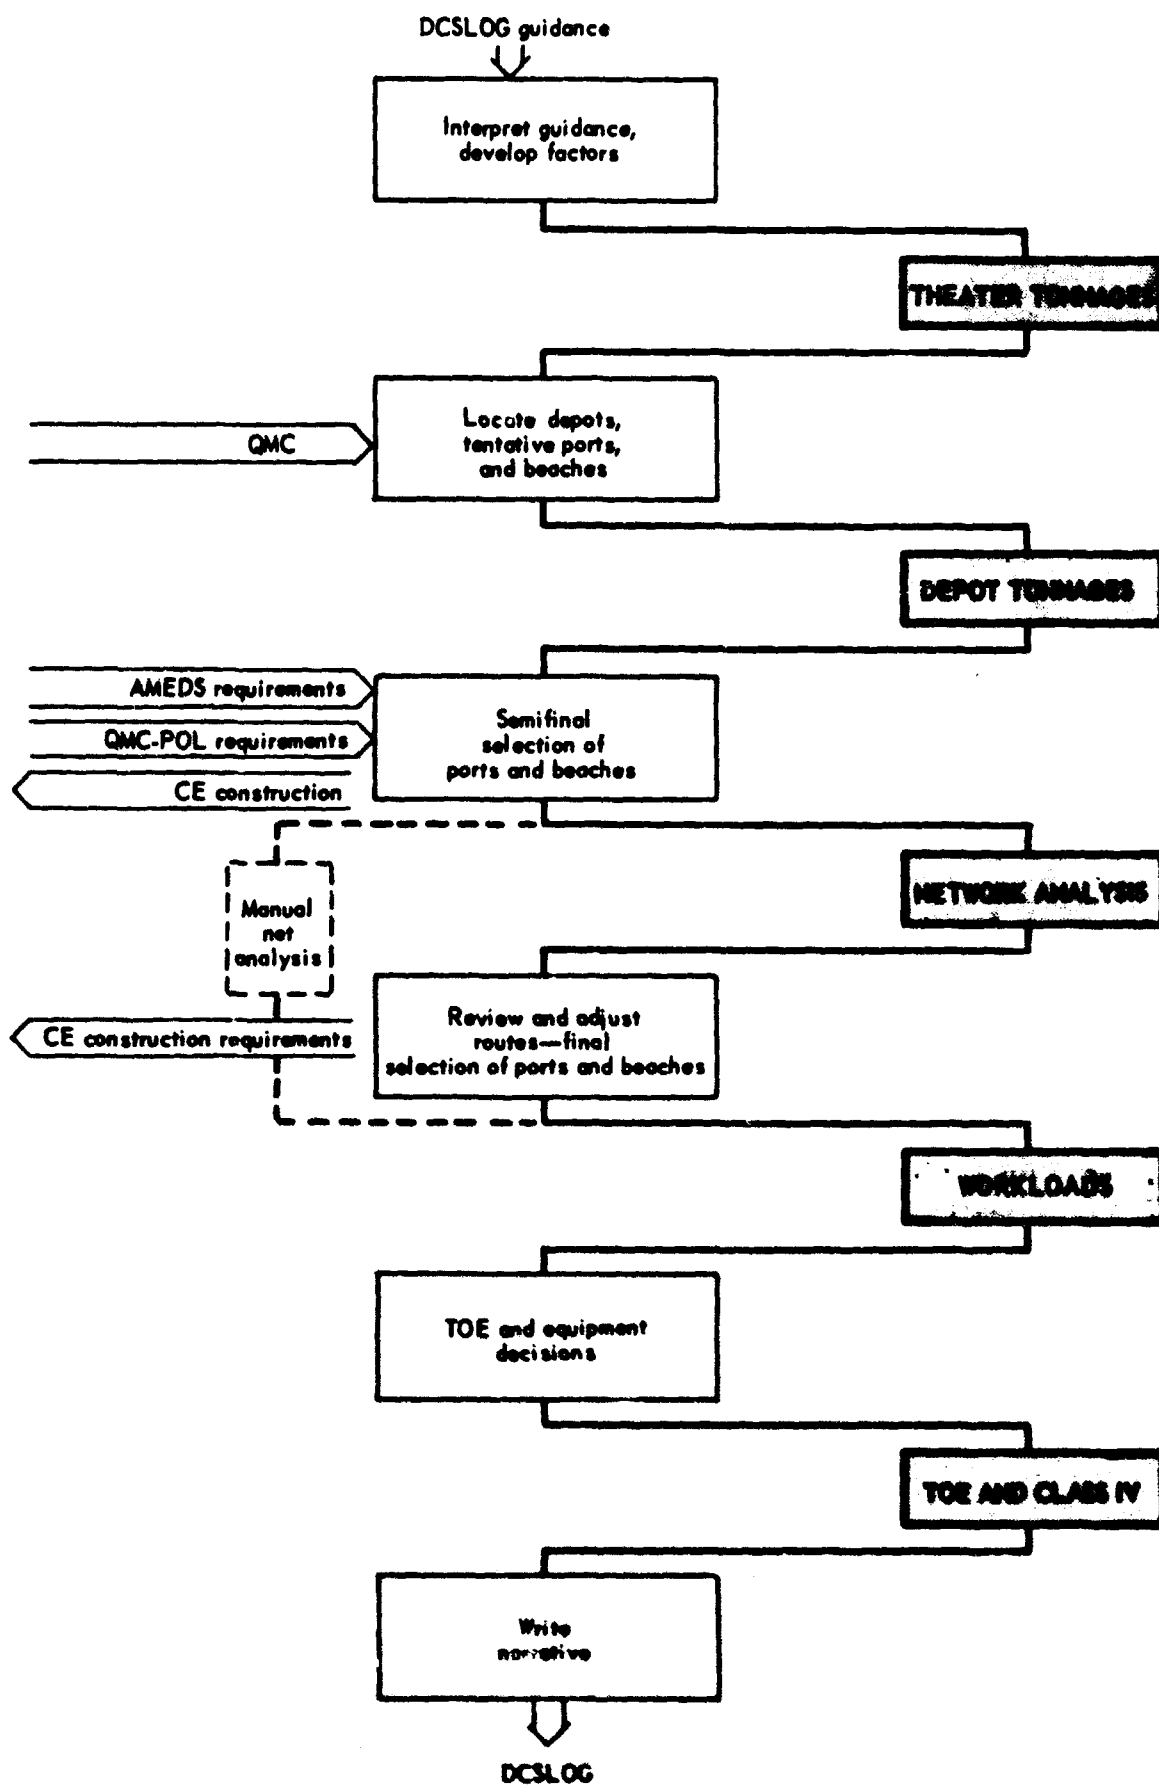 DCSLOG guidance
Interpret guidance,
develop factors
THEATER TONNAGES
Locate depots,
tentative ports,
and beaches
QMC
DEPOT TONNAGES
AMEDS requirements
QMC-POL requirements
CE construction
Semifinal
selection of
ports and beaches
NETWORK ANALYSIS
Manual
net
analysis
CE construction requirements
Review and adjust
routes—final
selection of ports and beaches
WORKLOADS
TOE and equipment
decisions
TOE AND CLASS IV
Write
narrative
DCSLOG